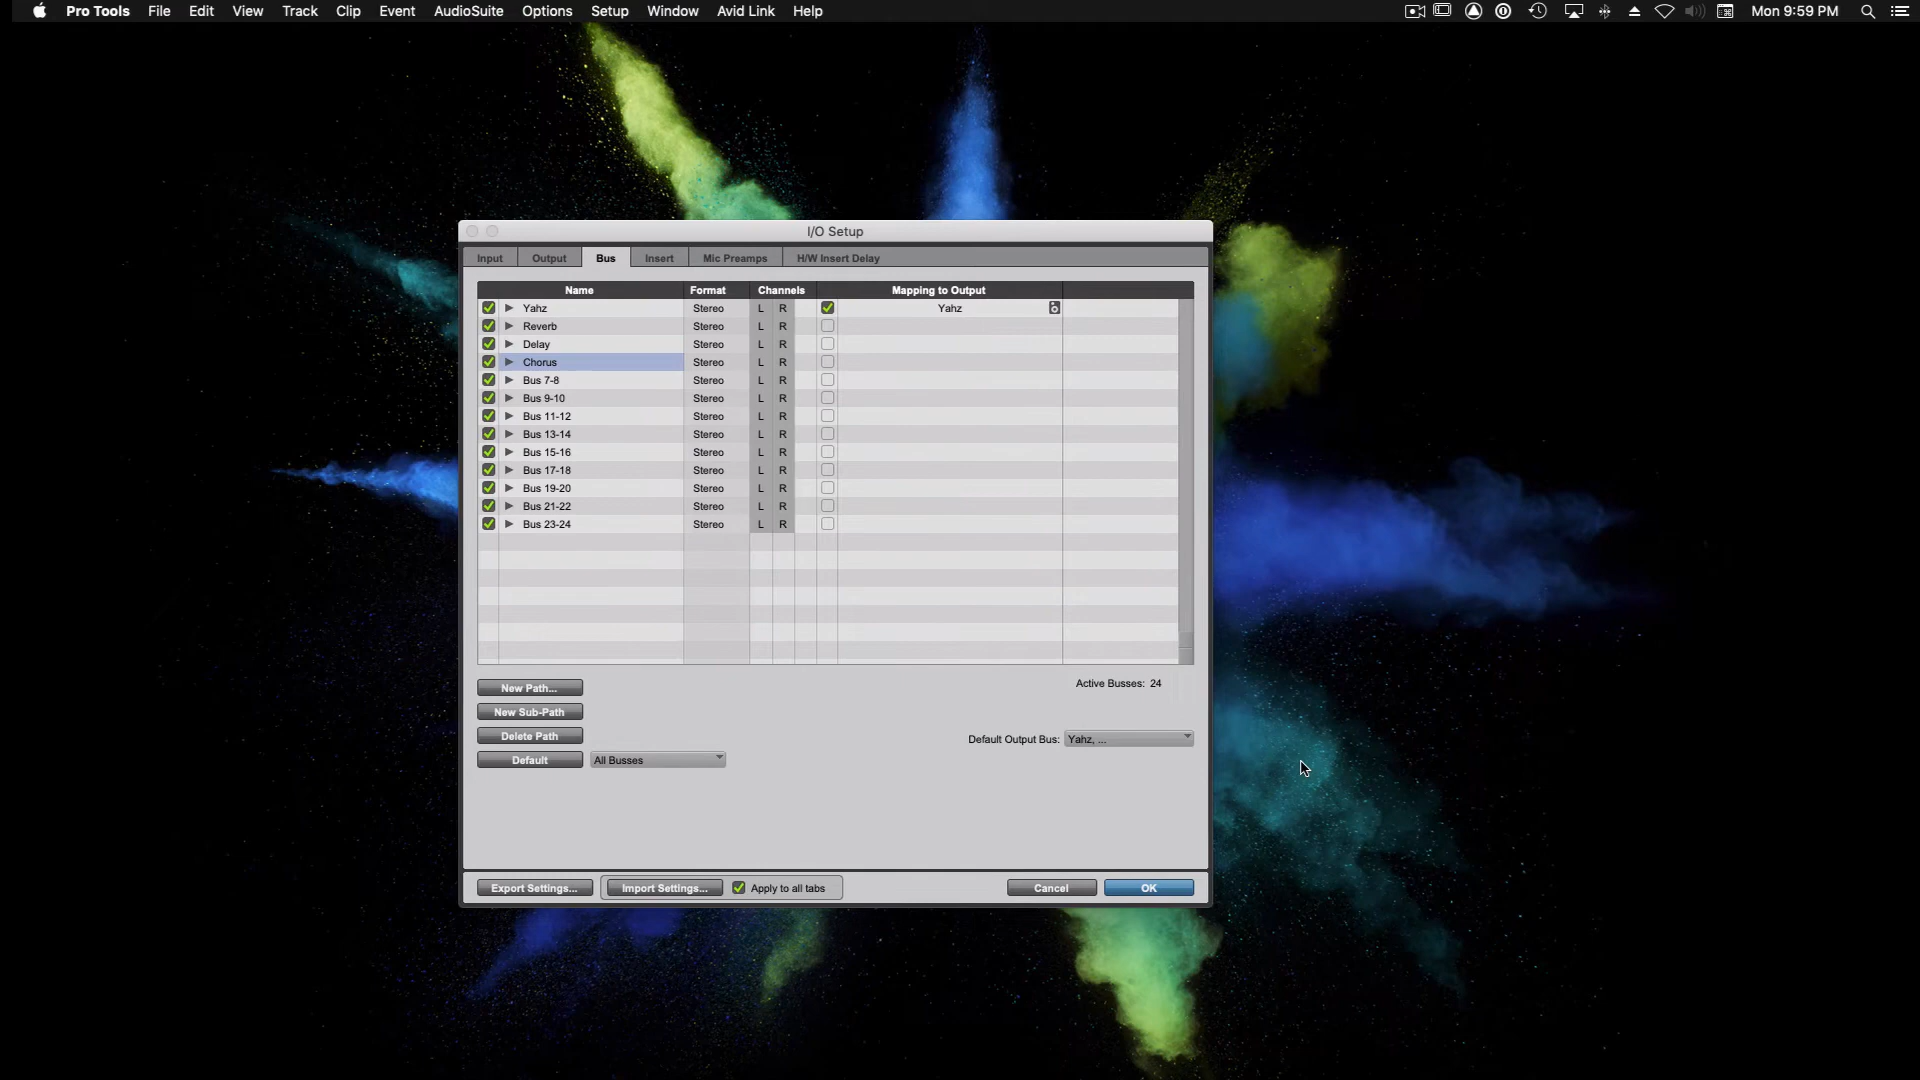 Pro Tools File Edit View Track Clip Event AudioSuite Options Setup Window Avid Link Help Mon 9:59 PM
I/O Setup
Input Output Bus Insert Mic Preamps H/W Insert Delay
Name Format Channels Mapping to Output
Yahz Stereo L R Yahz
Reverb Stereo L R
Delay Stereo L R
Chorus Stereo L R
Bus 7-8 Stereo L R
Bus 9-10 Stereo L R
Bus 11-12 Stereo L R
Bus 13-14 Stereo L R
Bus 15-16 Stereo L R
Bus 17-18 Stereo L R
Bus 19-20 Stereo L R
Bus 21-22 Stereo L R
Bus 23-24 Stereo L R
New Path... Active Busses: 24
New Sub-Path
Delete Path Default Output Bus: Yahz, ...
Default All Busses
Export Settings... Import Settings... Apply to all tabs Cancel OK